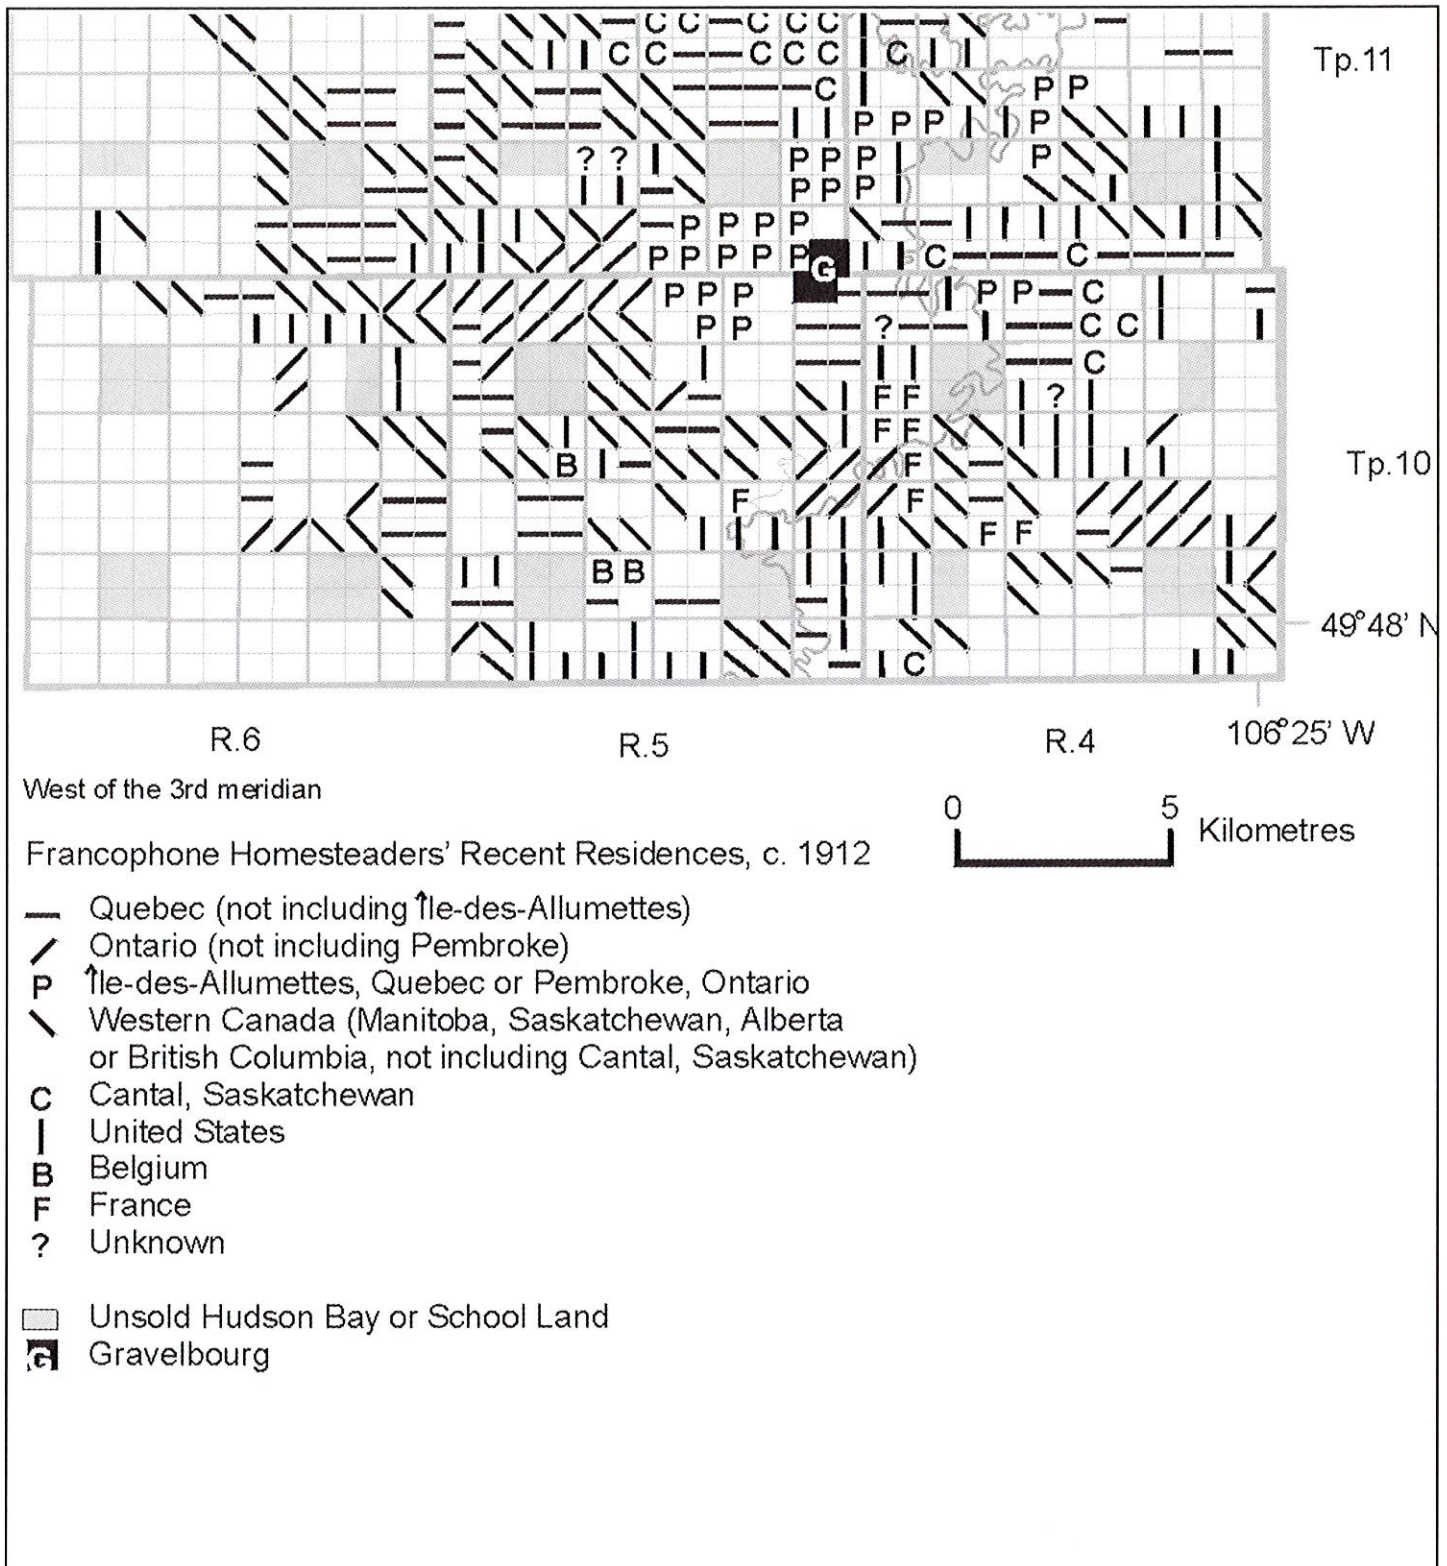 C C C C C
C C C C C C
Tp.11
C P P
P P P P
? ? P P P P
P P P
P P P P
P P P P P G C C
P P P P P C
P P ? C C
C
F F ?
F F
B F
Tp.10
F F
F F
B B
49°48' N
C
R.6 R.5 R.4 106°25' W
West of the 3rd meridian
0 5
Kilometres
Francophone Homesteaders' Recent Residences, c. 1912
Quebec (not including Île-des-Allumettes)
Ontario (not including Pembroke)
P Île-des-Allumettes, Quebec or Pembroke, Ontario
Western Canada (Manitoba, Saskatchewan, Alberta
or British Columbia, not including Cantal, Saskatchewan)
C Cantal, Saskatchewan
United States
B Belgium
F France
? Unknown
Unsold Hudson Bay or School Land
G Gravelbourg